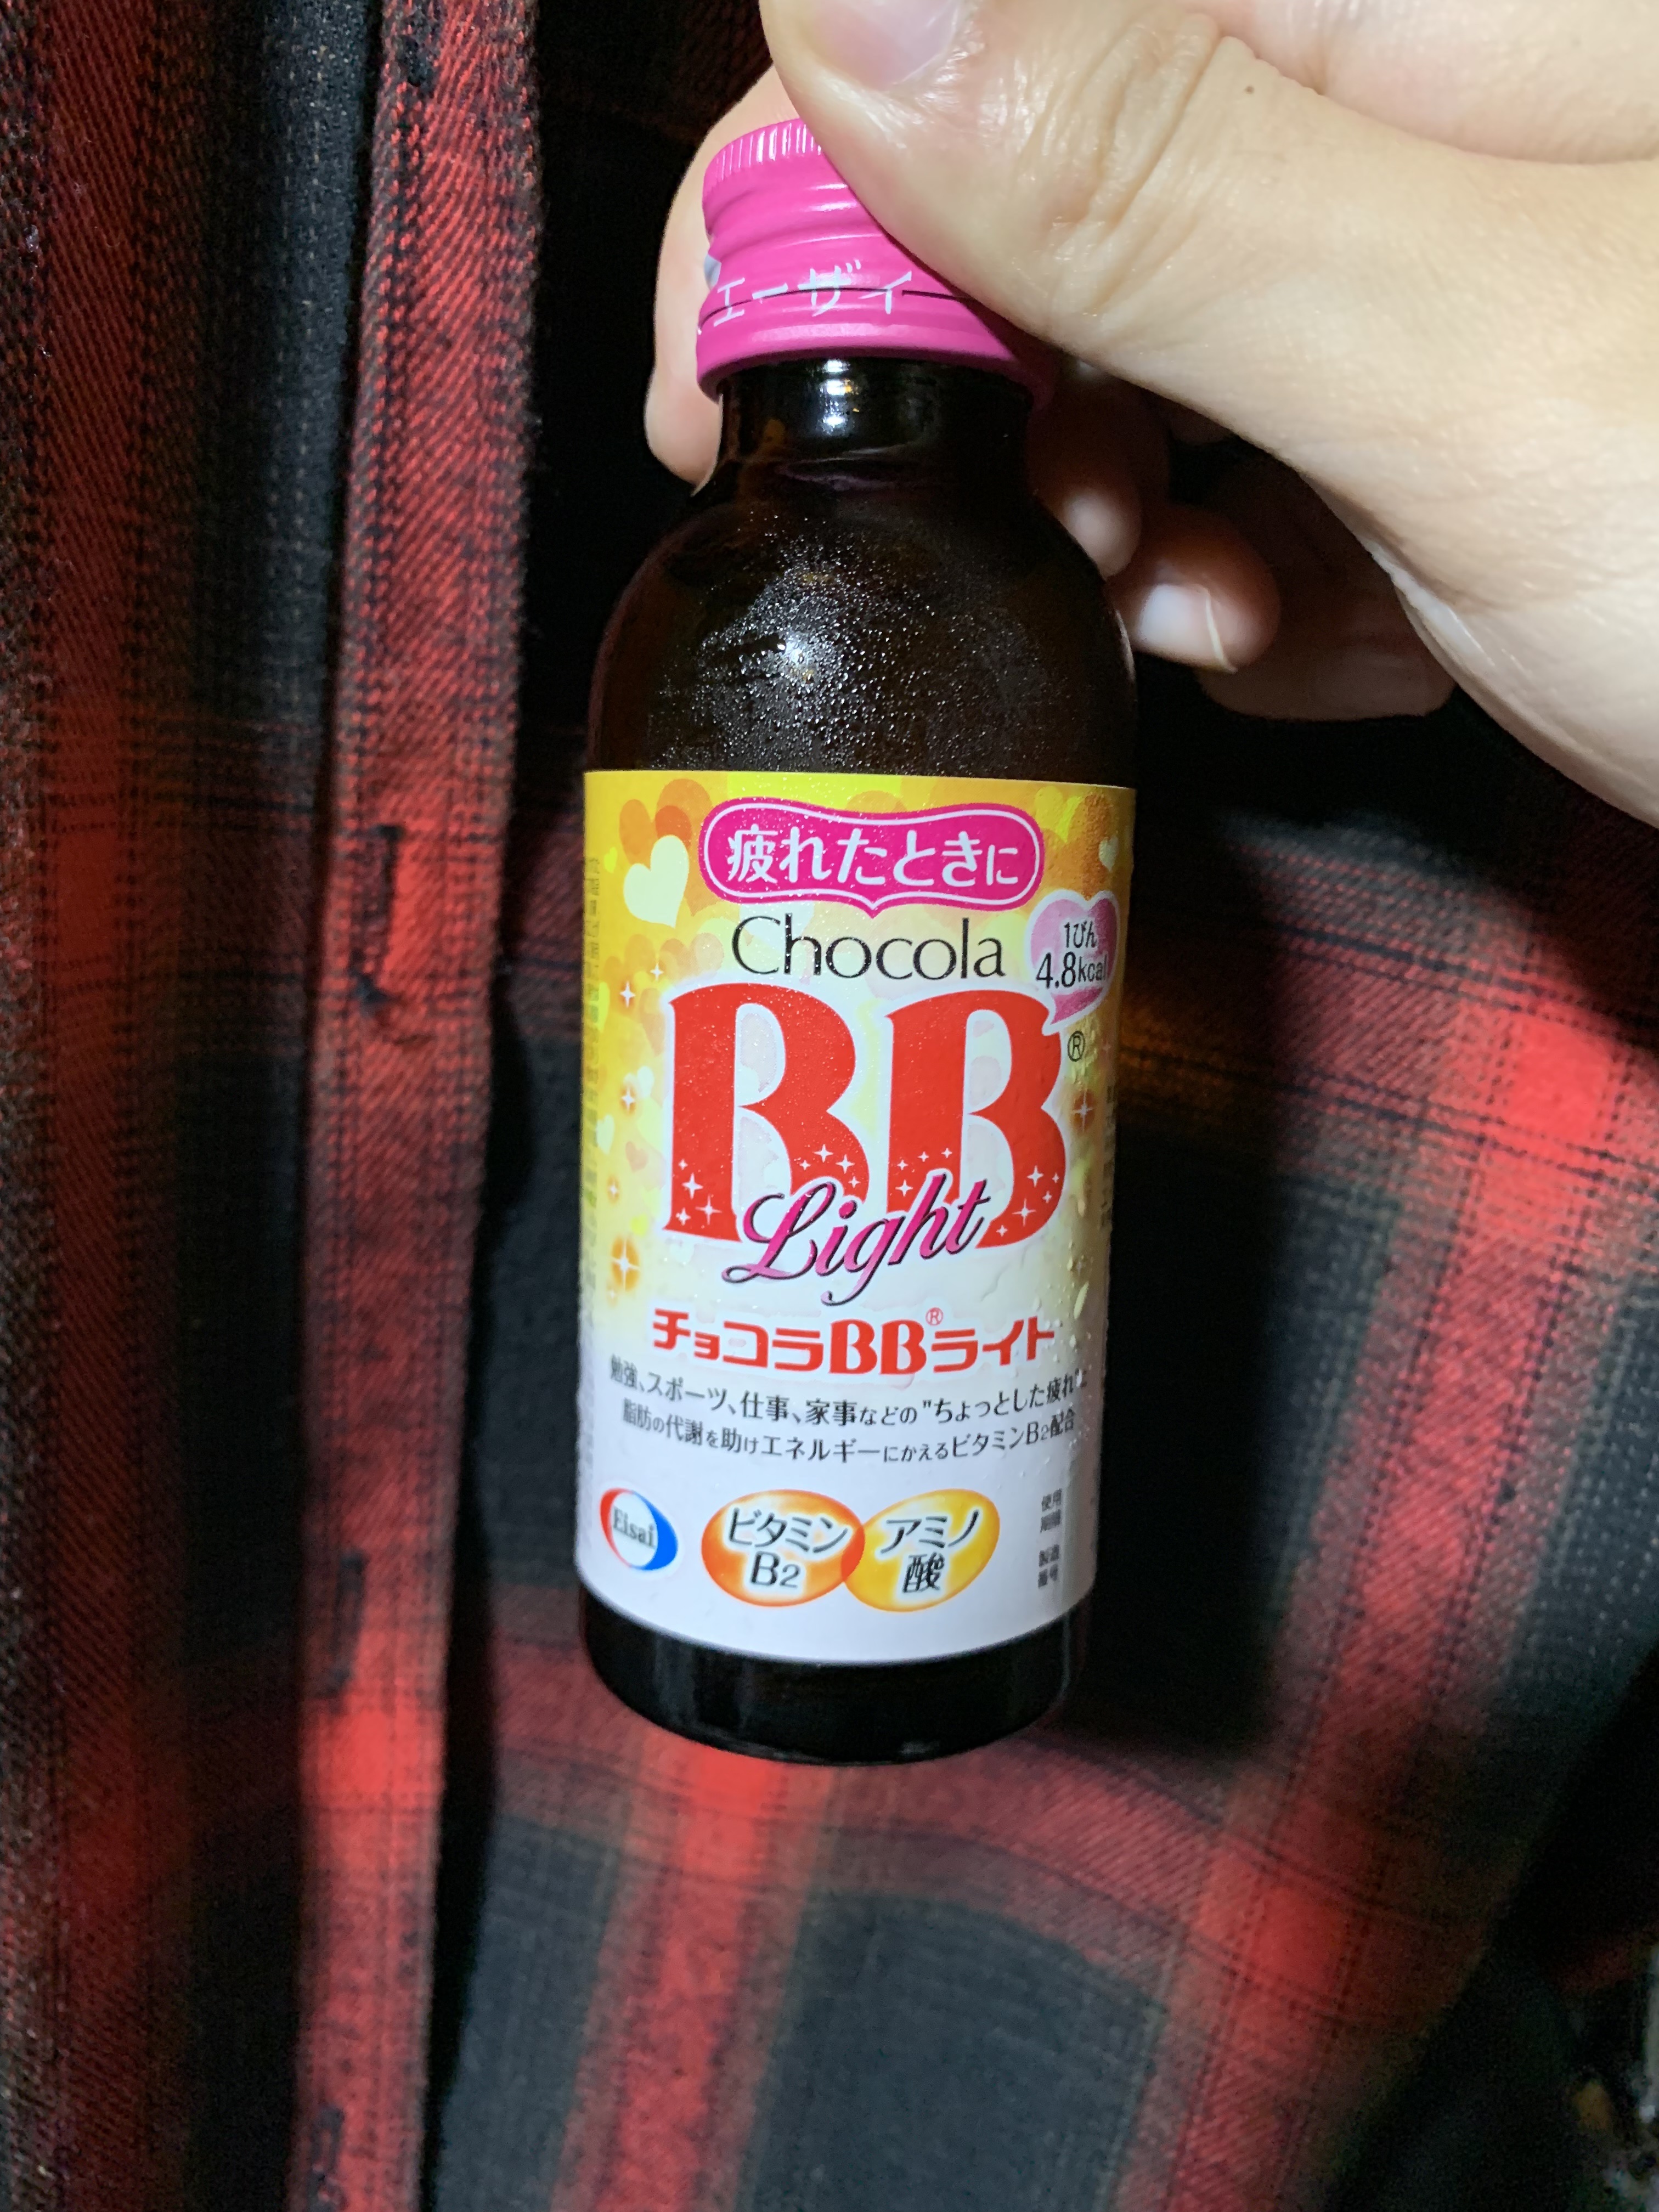 エーザイ
疲れたときに
Chocola
1びん
4.8kcal
BB®
Light
チョコラBB®ライト
勉強、スポーツ、仕事、家事などの"ちょっとした疲れ"に
脂肪の代謝を助けエネルギーにかえるビタミンB2配合
Eisai
ビタミン
B2
アミノ
酸
使用
期限
製造
番号